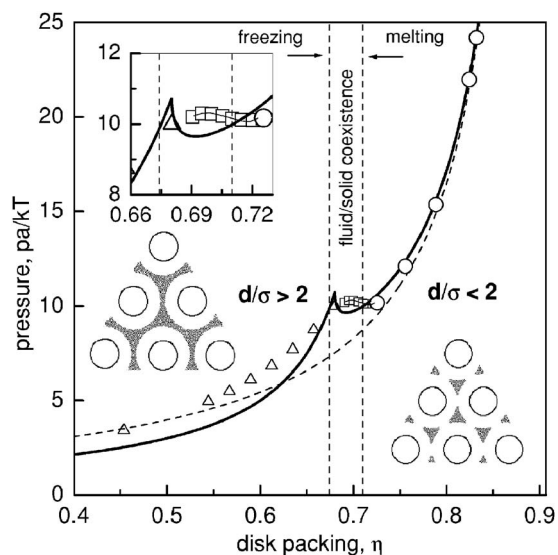 freezing
melting
25
20
15
10
5
0
pressure, pa/kT
12
10
8
0.66
0.69
0.72
fluid/solid coexistence
d/σ > 2
d/σ < 2
0.4
0.5
0.6
0.7
0.8
0.9
disk packing, η